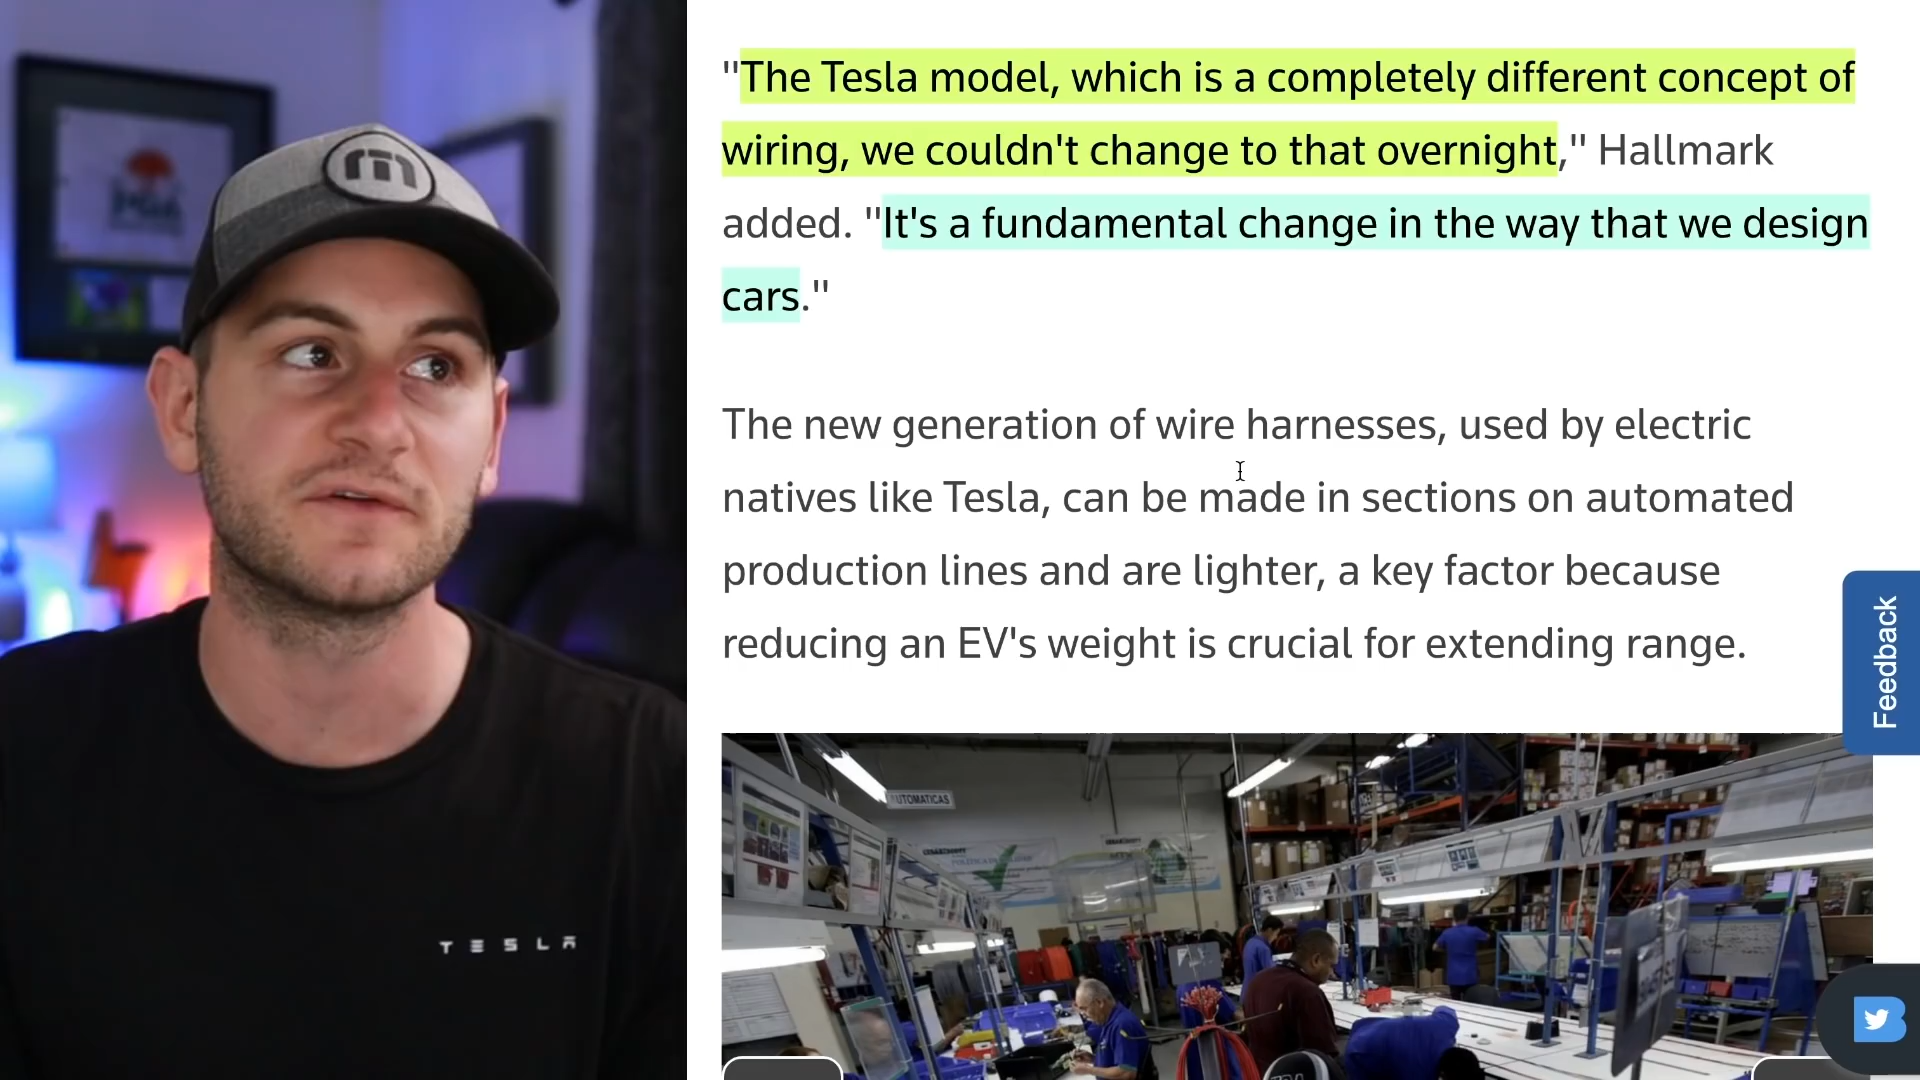 "The Tesla model, which is a completely different concept of
wiring, we couldn't change to that overnight," Hallmark
added. "It's a fundamental change in the way that we design
cars."
The new generation of wire harnesses, used by electric
natives like Tesla, can be made in sections on automated
production lines and are lighter, a key factor because
reducing an EV's weight is crucial for extending range.
Feedback
TESLA